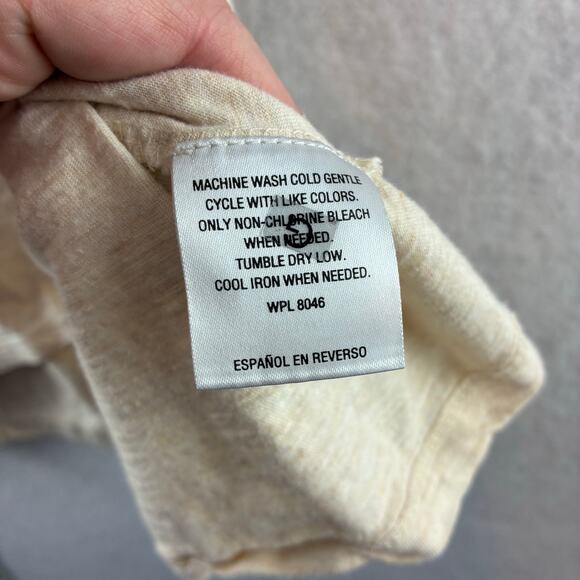 MACHINE WASH COLD GENTLE
CYCLE WITH LIKE COLORS.
ONLY NON-CHLORINE BLEACH
WHEN NEEDED.
TUMBLE DRY LOW.
COOL IRON WHEN NEEDED.
WPL 8046
ESPAÑOL EN REVERSO